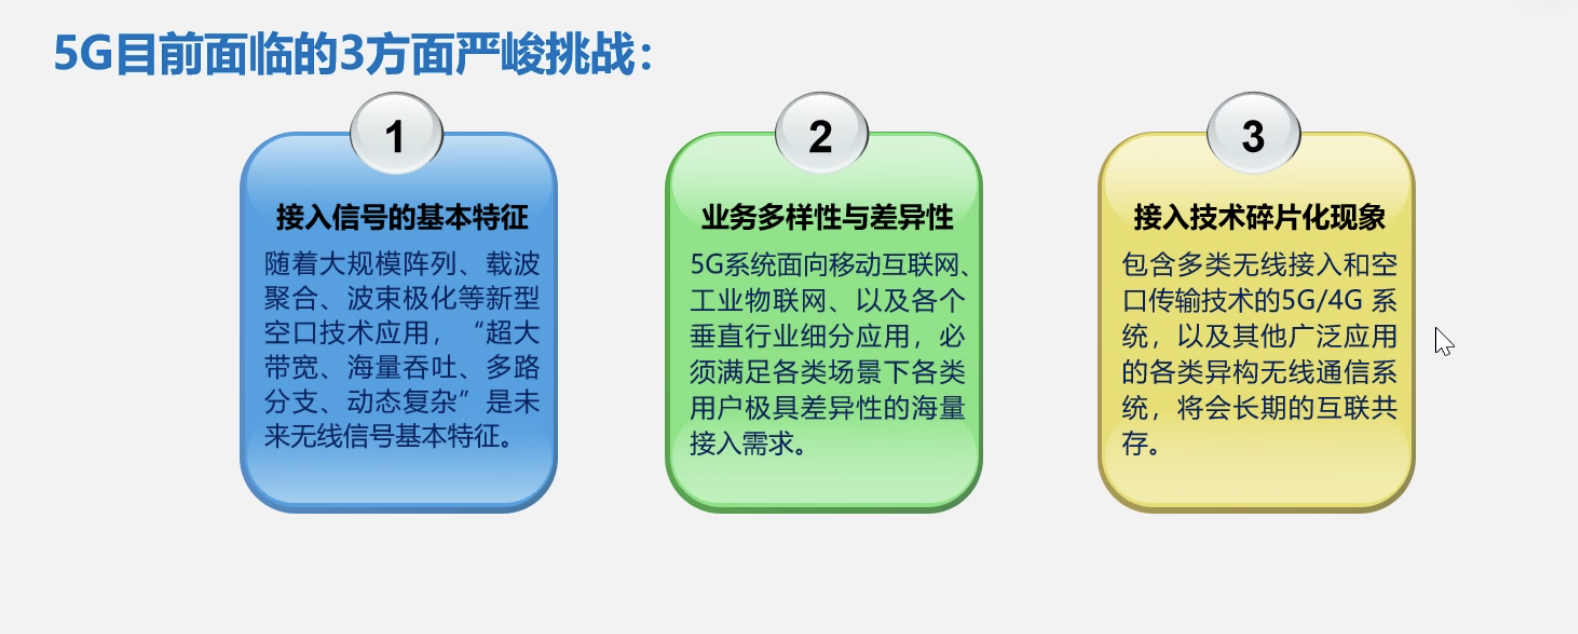 5G目前面临的3方面严峻挑战：
1
接入信号的基本特征
随着大规模阵列、载波
聚合、波束极化等新型
空口技术应用，“超大
带宽、海量吞吐、多路
分支、动态复杂”是未
来无线信号基本特征。
2
业务多样性与差异性
5G系统面向移动互联网、
工业物联网、以及各个
垂直行业细分应用，必
须满足各类场景下各类
用户极具差异性的海量
接入需求。
3
接入技术碎片化现象
包含多类无线接入和空
口传输技术的5G/4G 系
统，以及其他广泛应用
的各类异构无线通信系
统，将会长期的互联共
存。